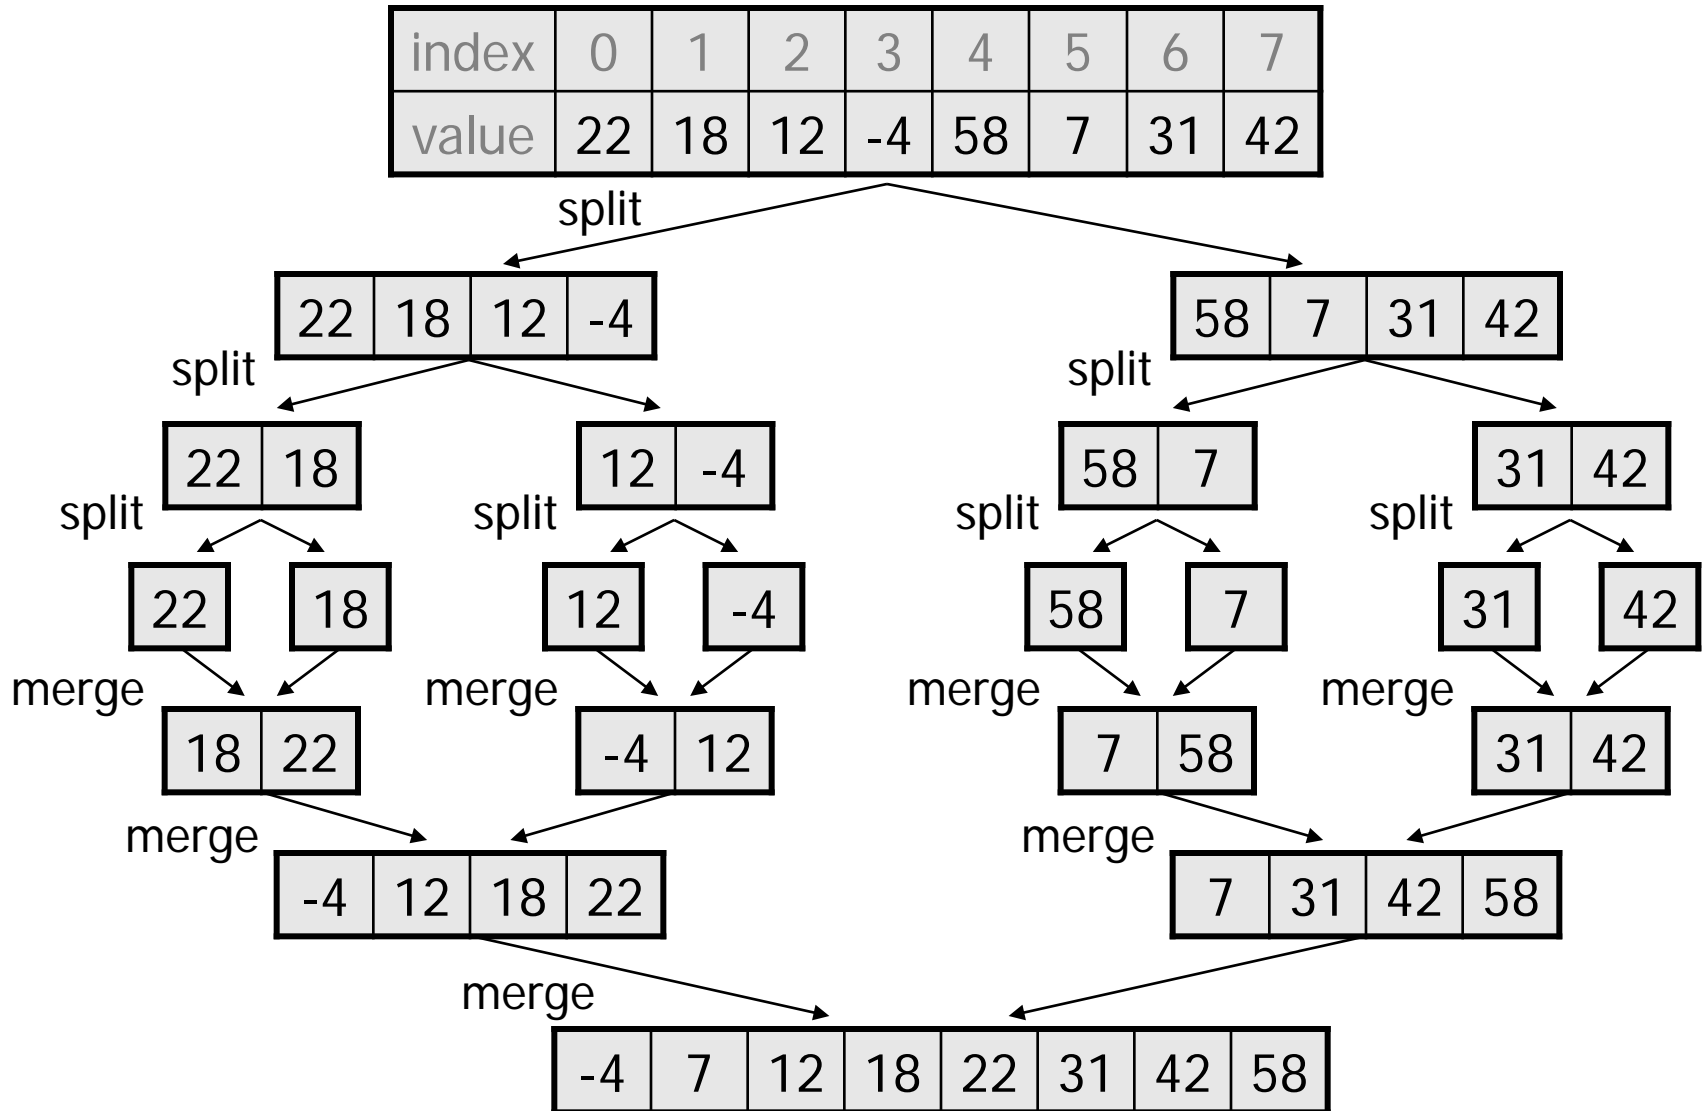 index 0 1 2 3 4 5 6 7
value 22 18 12 -4 58 7 31 42
split
22 18 12 -4 58 7 31 42
split split
22 18 12 -4 58 7 31 42
split split split split
22 18 12 -4 58 7 31 42
merge merge merge merge
18 22 -4 12 7 58 31 42
merge merge
-4 12 18 22 7 31 42 58
merge
-4 7 12 18 22 31 42 58